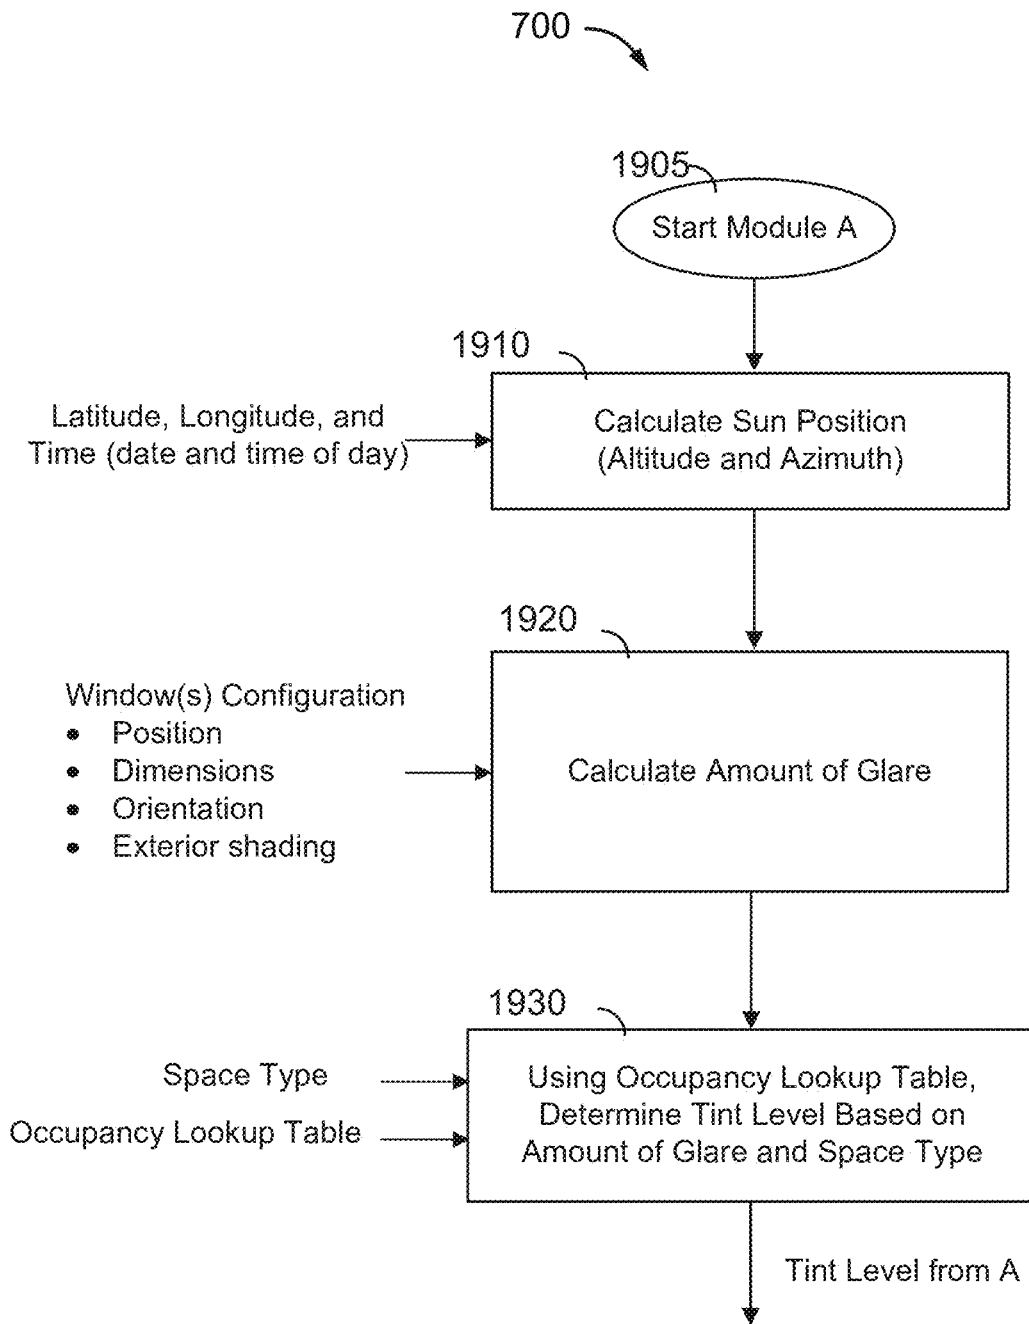 700
1905
Start Module A
1910
Latitude, Longitude, and
Time (date and time of day)
Calculate Sun Position
(Altitude and Azimuth)
1920
Window(s) Configuration
• Position
• Dimensions
• Orientation
• Exterior shading
Calculate Amount of Glare
1930
Space Type
Occupancy Lookup Table
Using Occupancy Lookup Table,
Determine Tint Level Based on
Amount of Glare and Space Type
Tint Level from A